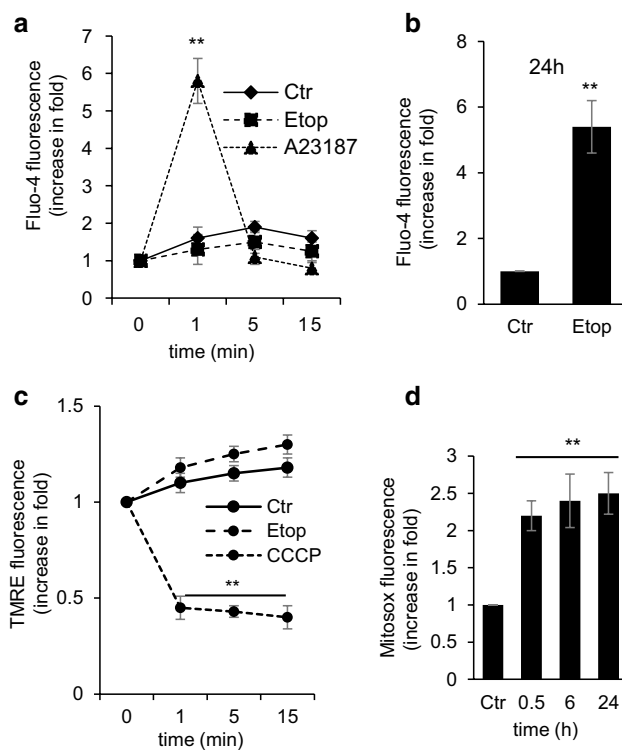 a
Fluo-4 fluorescence
(increase in fold)
7
6
5
4
3
2
1
0
**
Ctr
Etop
A23187
0 1 5 15
time (min)
b
Fluo-4 fluorescence
(increase in fold)
8
6
4
2
0
24h
**
Ctr Etop
c
TMRE fluorescence
(increase in fold)
1.5
1
0.5
0
Ctr
Etop
CCCP
**
0 1 5 15
time (min)
d
Mitosox fluorescence
(increase in fold)
3
2.5
2
1.5
1
0.5
0
**
Ctr 0.5 6 24
time (h)